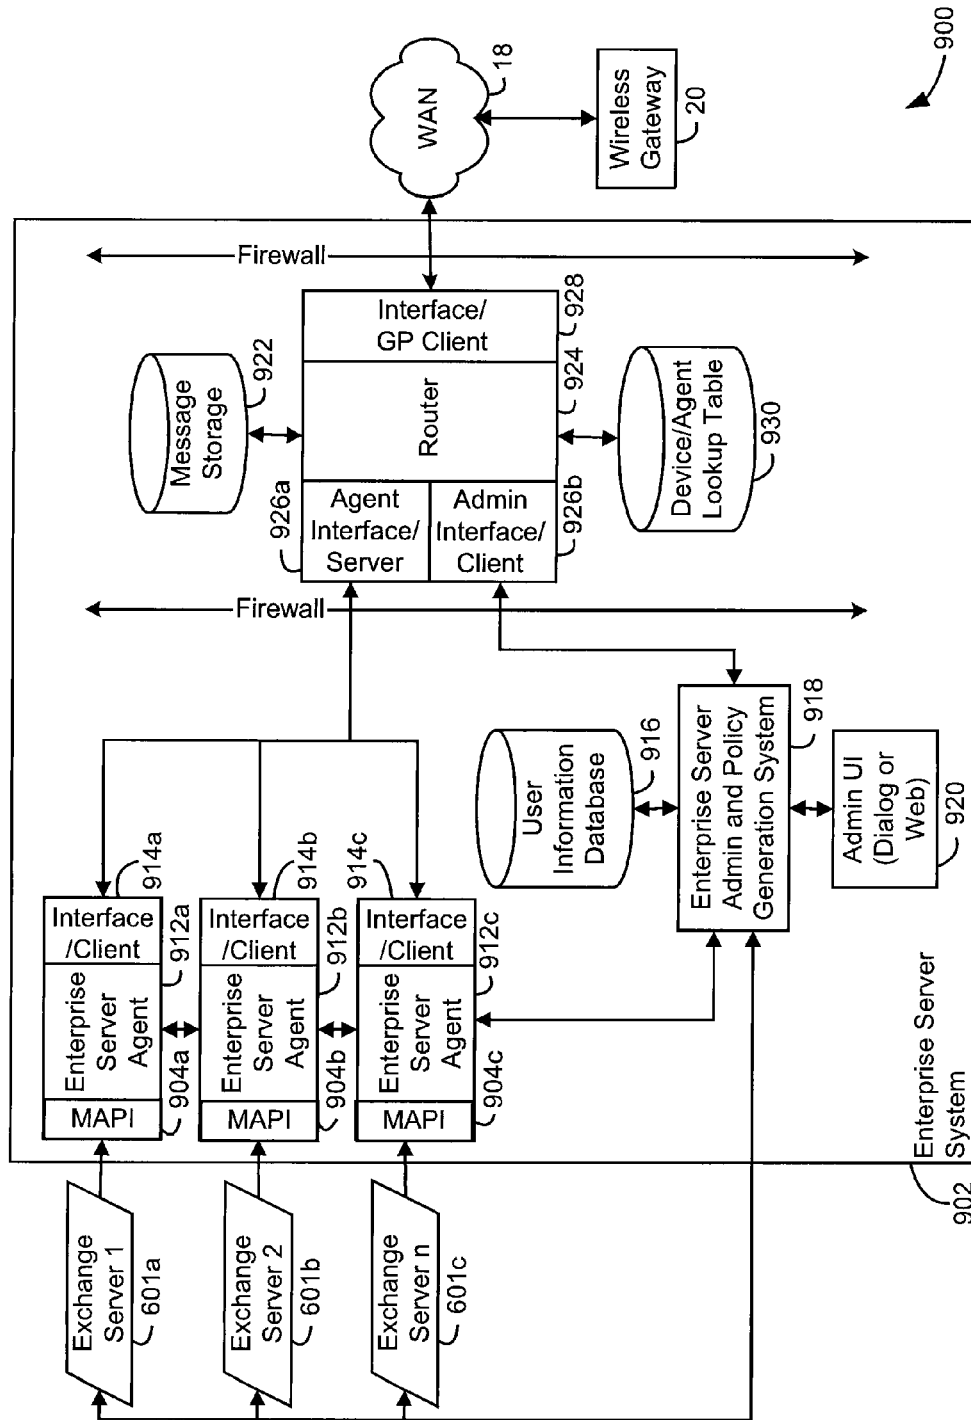 Exchange
Server 1
601a
Exchange
Server 2
601b
Exchange
Server n
601c
MAPI
904a
Enterprise
Server
Agent
912a
Interface
/Client
914a
MAPI
904b
Enterprise
Server
Agent
912b
Interface
/Client
914b
MAPI
904c
Enterprise
Server
Agent
912c
Interface
/Client
914c
User
Information
Database
916
Enterprise Server
Admin and Policy
Generation System
918
Admin UI
(Dialog or
Web)
920
Enterprise Server
System
902
Firewall
Message
Storage
922
926a
Agent
Interface/
Server
Admin
Interface/
Client
926b
Router
924
Interface/
GP Client
928
Device/Agent
Lookup Table
930
Firewall
WAN
18
Wireless
Gateway
20
900